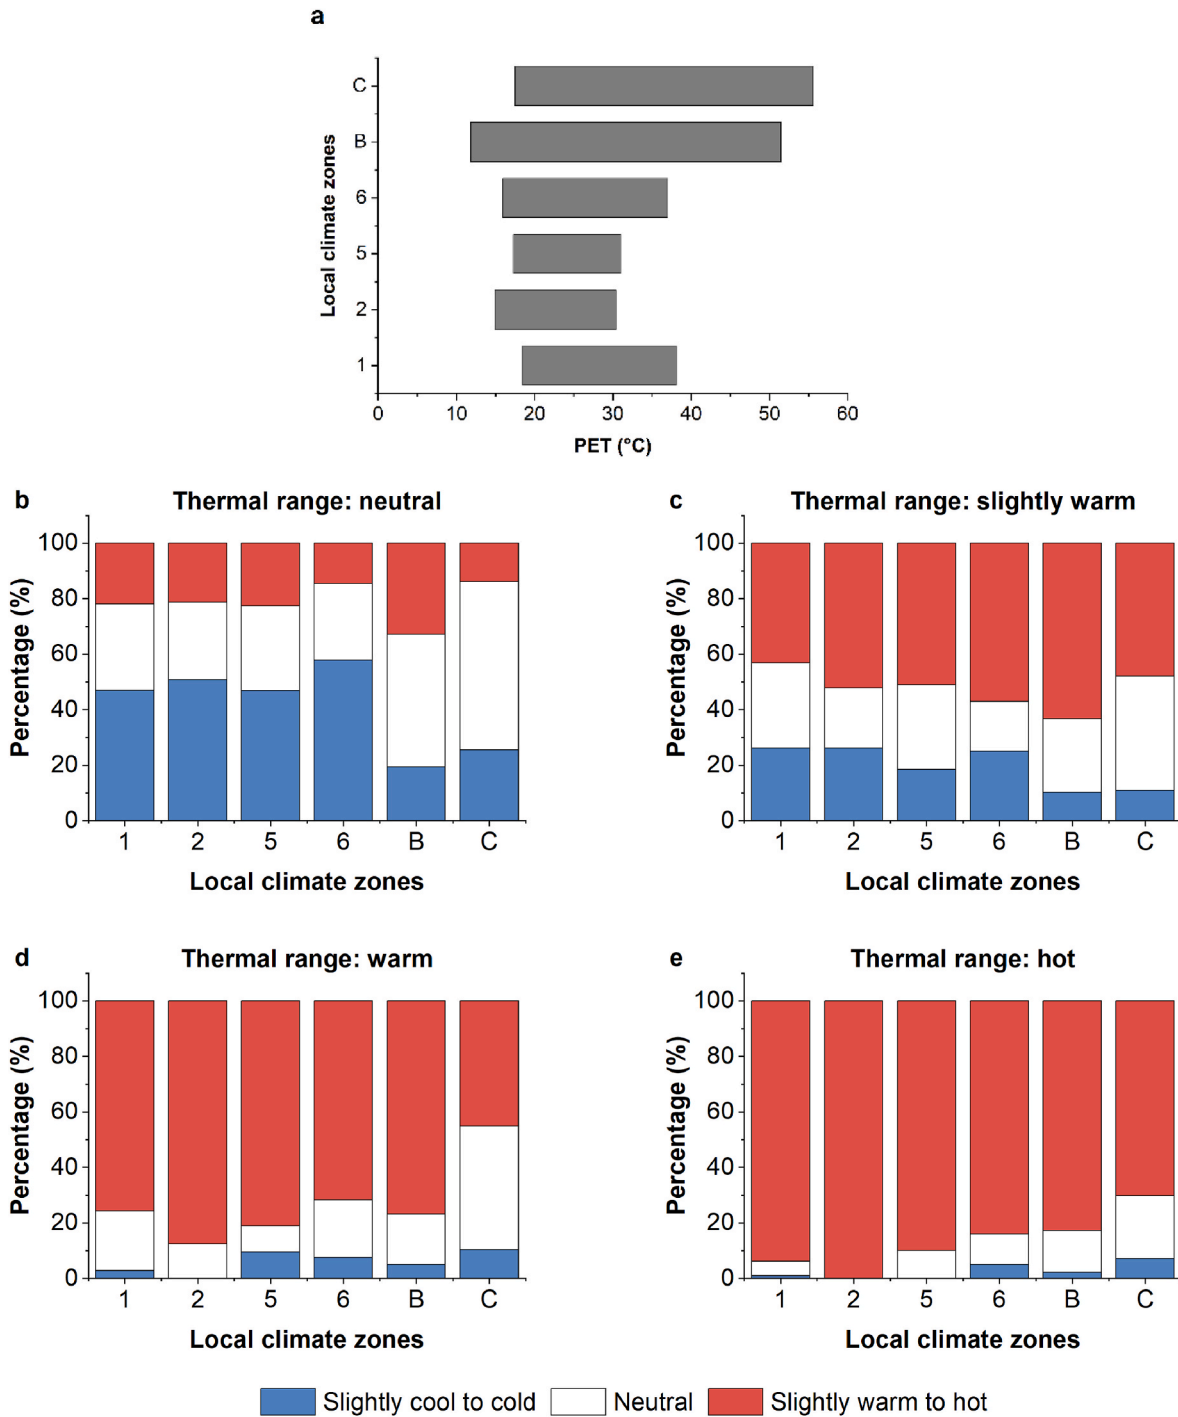 a
C
B
6
5
2
1
Local climate zones
0 10 20 30 40 50 60
PET (°C)
b Thermal range: neutral
100
80
60
40
20
0
Percentage (%)
1 2 5 6 B C
Local climate zones
c Thermal range: slightly warm
100
80
60
40
20
0
Percentage (%)
1 2 5 6 B C
Local climate zones
d Thermal range: warm
100
80
60
40
20
0
Percentage (%)
1 2 5 6 B C
Local climate zones
e Thermal range: hot
100
80
60
40
20
0
Percentage (%)
1 2 5 6 B C
Local climate zones
Slightly cool to cold Neutral Slightly warm to hot